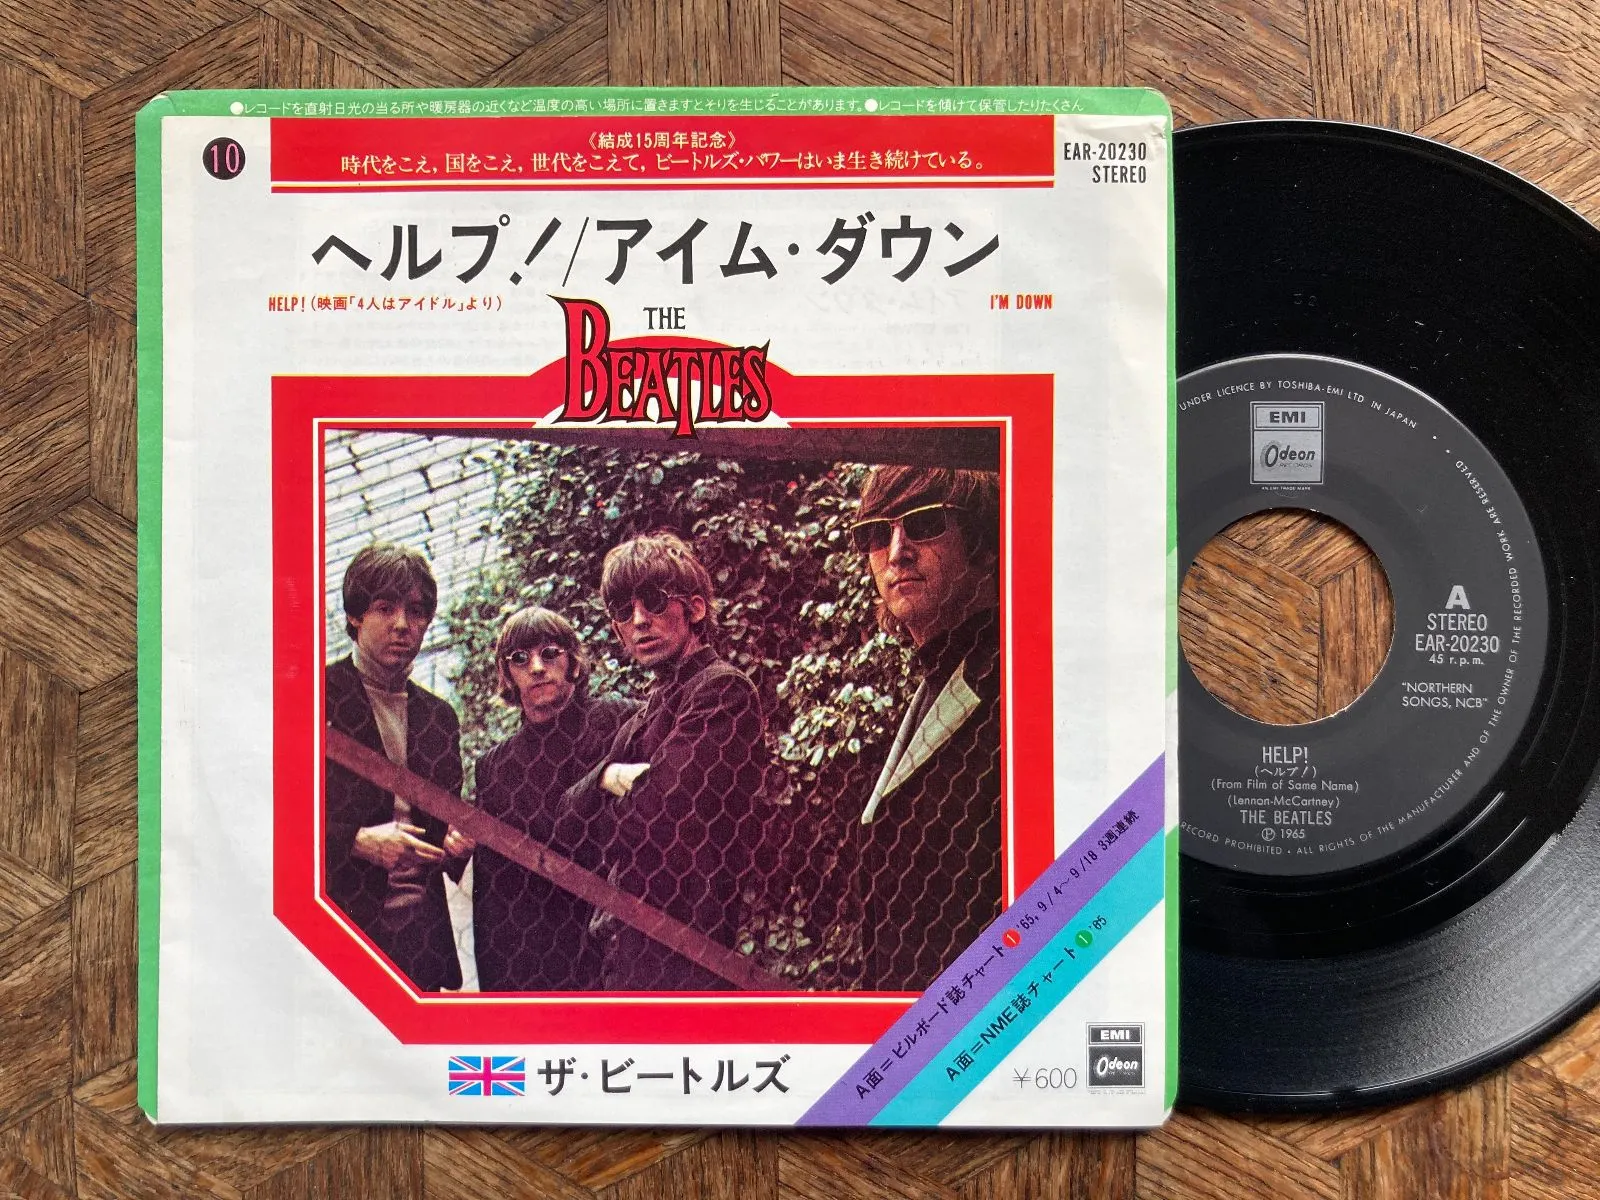 ●レコードを直射日光の当る所や暖房器の近くなど温度の高い場所に置きますとそりを生じることがあります。●レコードを傾けて保管したりたくさん
10
《結成15周年記念》
時代をこえ,国をこえ,世代をこえて,ビートルズ・パワーはいま生き続けている。
EAR-20230
STEREO
ヘルプ!/アイム・ダウン
HELP!(映画「4人はアイドル」より)
I'M DOWN
THE
BEATLES
A面=ビルボード誌チャート1 '65, 9/4〜9/18 3週連続
A面=NME誌チャート1 '65
ザ・ビートルズ
¥600
EMI
Odeon
UNDER LICENCE BY TOSHIBA-EMI LTD IN JAPAN
EMI
Odeon
RECORDS
AN EMI TRADE MARK
A
STEREO
EAR-20230
45 r.p.m.
"NORTHERN
SONGS, NCB"
HELP!
(ヘルプ!)
(From Film of Same Name)
(Lennon-McCartney)
THE BEATLES
Ⓟ 1965
RECORD PROHIBITED • ALL RIGHTS OF THE MANUFACTURER AND OF THE OWNER OF THE RECORDED WORK ARE RESERVED •